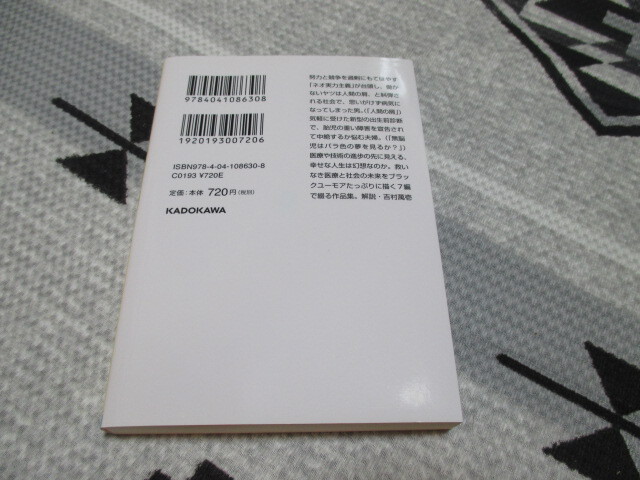 9784041086308
1920193007206
ISBN978-4-04-108630-8
C0193 ¥720E
定価:本体720円(税別)
KADOKAWA
努力と競争を過剰にもてはやす
「ネオ実力主義」が台頭し、働か
ないヤツは人間の屑、と糾弾さ
れる社会で、思いがけず病気に
なってしまった男。(「人間の屑」)
気軽に受けた新型の出生前診断
で、胎児の重い障害を宣告され
て中絶するか悩む夫婦。(「無脳
児はバラ色の夢を見るか?」)
医療や技術の進歩の先に見える、
幸せな人生は幻想なのか。救い
なき医療と社会の未来をブラッ
クユーモアたっぷりに描く7編
で綴る作品集。解説・吉村萬壱